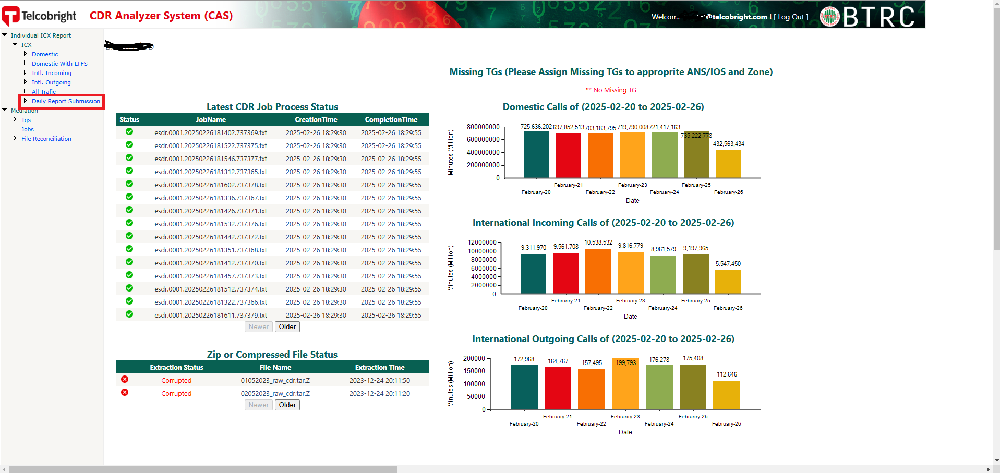 Telcobright
CDR Analyzer System (CAS)
Welcome @telcobright.com ! [ Log Out ]
BTRC
Individual ICX Report
ICX
Domestic
Domestic With LTFS
Intl. Incoming
Intl. Outgoing
All Trafic
Daily Report Submission
Mediation
Tgs
Jobs
File Reconciliation
Missing TGs (Please Assign Missing TGs to approprite ANS/IOS and Zone)
** No Missing TG
Latest CDR Job Process Status
Status JobName CreationTime CompletionTime
esdr.0001.20250226181402.737369.txt 2025-02-26 18:29:30 2025-02-26 18:29:55
esdr.0001.20250226181522.737375.txt 2025-02-26 18:29:30 2025-02-26 18:29:55
esdr.0001.20250226181546.737377.txt 2025-02-26 18:29:30 2025-02-26 18:29:55
esdr.0001.20250226181312.737365.txt 2025-02-26 18:29:30 2025-02-26 18:29:55
esdr.0001.20250226181602.737378.txt 2025-02-26 18:29:30 2025-02-26 18:29:55
esdr.0001.20250226181336.737367.txt 2025-02-26 18:29:30 2025-02-26 18:29:55
esdr.0001.20250226181426.737371.txt 2025-02-26 18:29:30 2025-02-26 18:29:55
esdr.0001.20250226181532.737376.txt 2025-02-26 18:29:30 2025-02-26 18:29:55
esdr.0001.20250226181442.737372.txt 2025-02-26 18:29:30 2025-02-26 18:29:55
esdr.0001.20250226181351.737368.txt 2025-02-26 18:29:30 2025-02-26 18:29:55
esdr.0001.20250226181412.737370.txt 2025-02-26 18:29:30 2025-02-26 18:29:55
esdr.0001.20250226181457.737373.txt 2025-02-26 18:29:30 2025-02-26 18:29:55
esdr.0001.20250226181512.737374.txt 2025-02-26 18:29:30 2025-02-26 18:29:55
esdr.0001.20250226181322.737366.txt 2025-02-26 18:29:30 2025-02-26 18:29:55
esdr.0001.20250226181611.737379.txt 2025-02-26 18:29:30 2025-02-26 18:29:55
Newer Older
Zip or Compressed File Status
Extraction Status File Name Extraction Time
Corrupted 01052023_raw_cdr.tar.Z 2023-12-24 20:11:50
Corrupted 02052023_raw_cdr.tar.Z 2023-12-24 20:11:20
Newer Older
Domestic Calls of (2025-02-20 to 2025-02-26)
Minutes (Million)
800000000
600000000
400000000
200000000
0
725,636,202 697,852,513 703,183,795 719,790,008 721,417,163 735,222,778 432,563,434
February-20 February-21 February-22 February-23 February-24 February-25 February-26
Date
International Incoming Calls of (2025-02-20 to 2025-02-26)
Minutes (Million)
12000000
10000000
8000000
6000000
4000000
2000000
0
9,311,970 9,561,708 10,538,532 9,816,779 8,961,579 9,197,965 5,547,450
February-20 February-21 February-22 February-23 February-24 February-25 February-26
Date
International Outgoing Calls of (2025-02-20 to 2025-02-26)
Minutes (Million)
200000
150000
100000
50000
0
172,968 164,767 157,495 199,793 176,278 175,408 112,646
February-20 February-21 February-22 February-23 February-24 February-25 February-26
Date